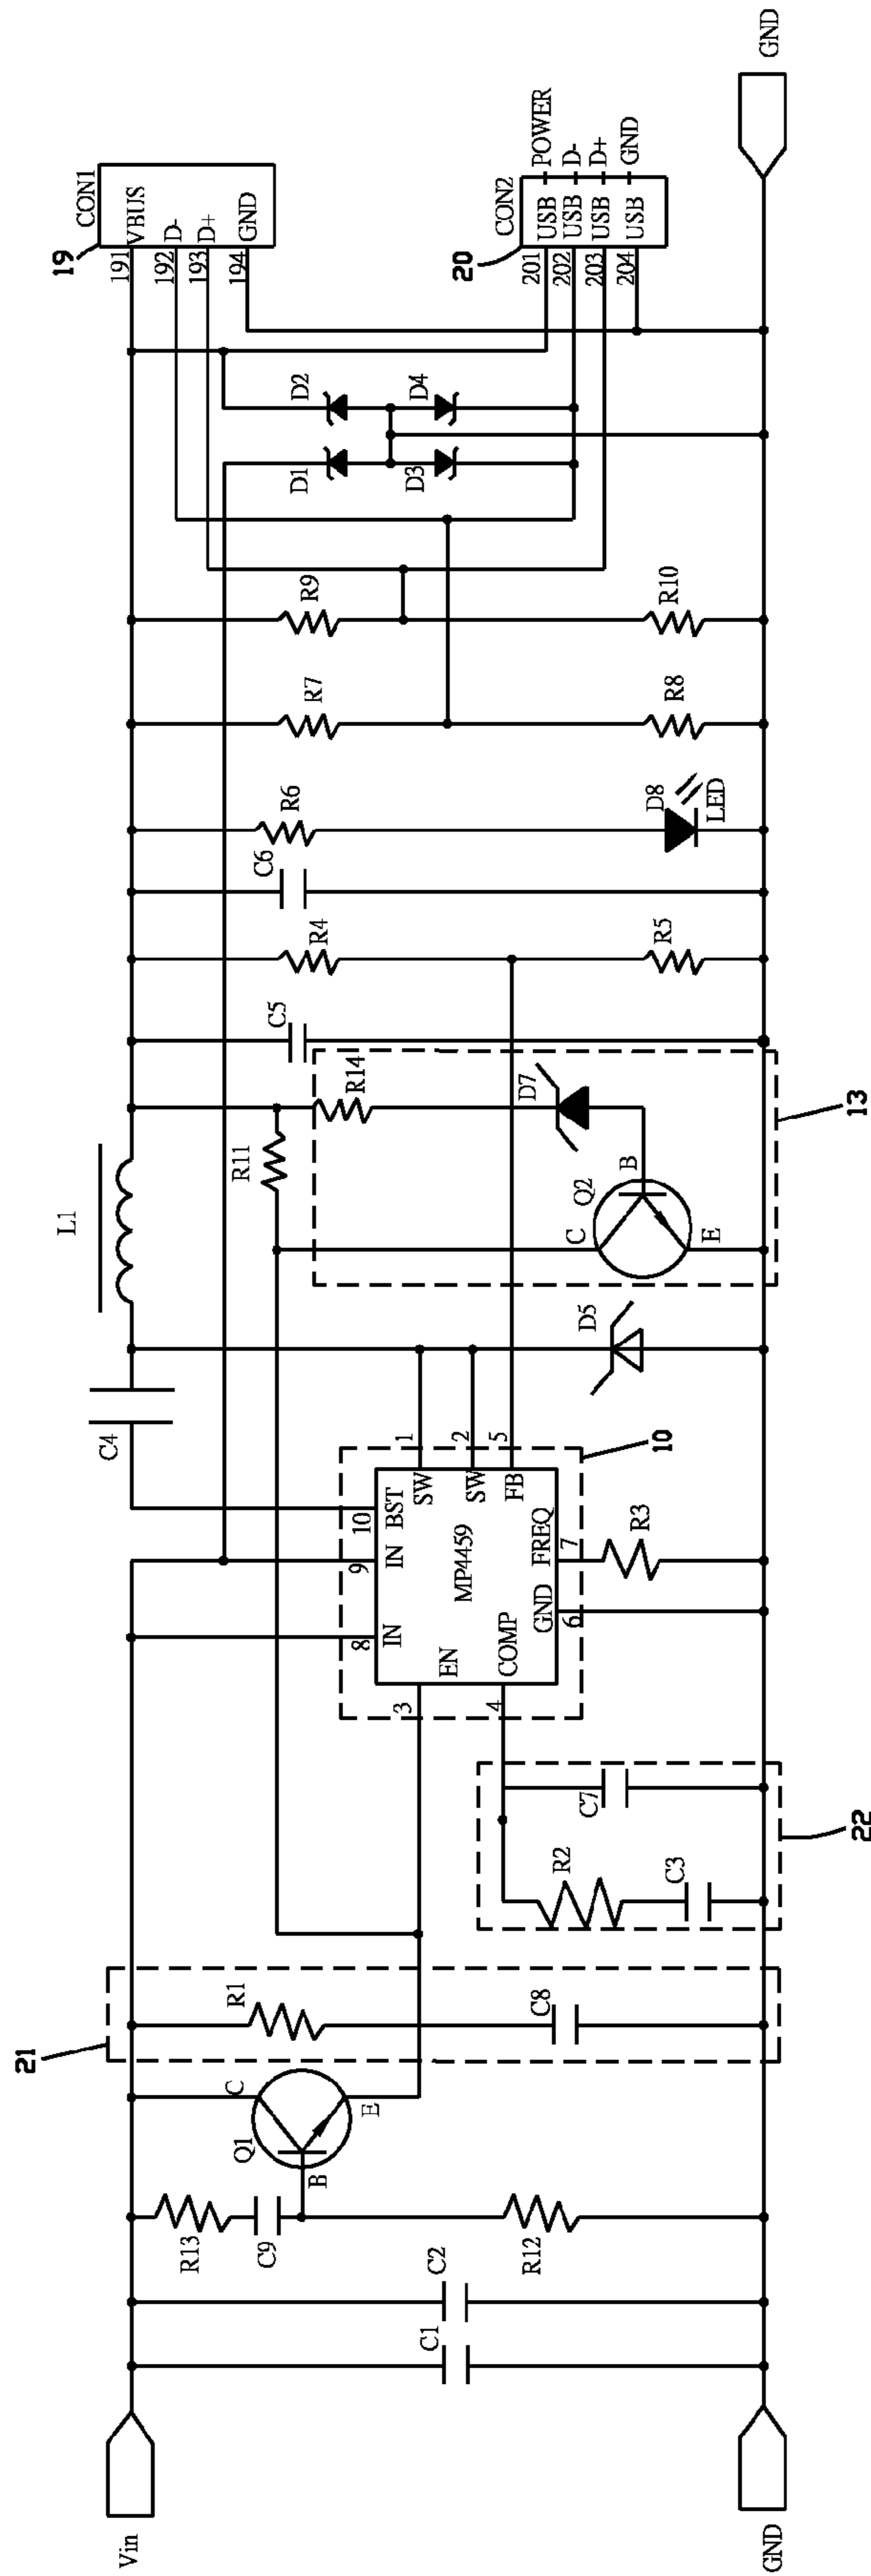 19
CON1
191
VBUS
192
D-
193
D+
194
GND
20
CON2
201
USB
POWER
202
USB
D-
203
USB
D+
204
USB
GND
GND
D2
D4
D1
D3
R9
R10
R7
R8
R6
D8
LED
C6
R4
R5
C5
R14
R11
D7
B
Q2
C
E
13
L1
D5
C4
10
1
SW
2
SW
5
FB
10
BST
9
IN
8
IN
MP4459
FREQ
7
GND
6
EN
3
COMP
4
R3
C7
R2
C3
22
21
R1
C8
C
Q1
E
B
R13
C9
R12
C2
C1
Vin
GND